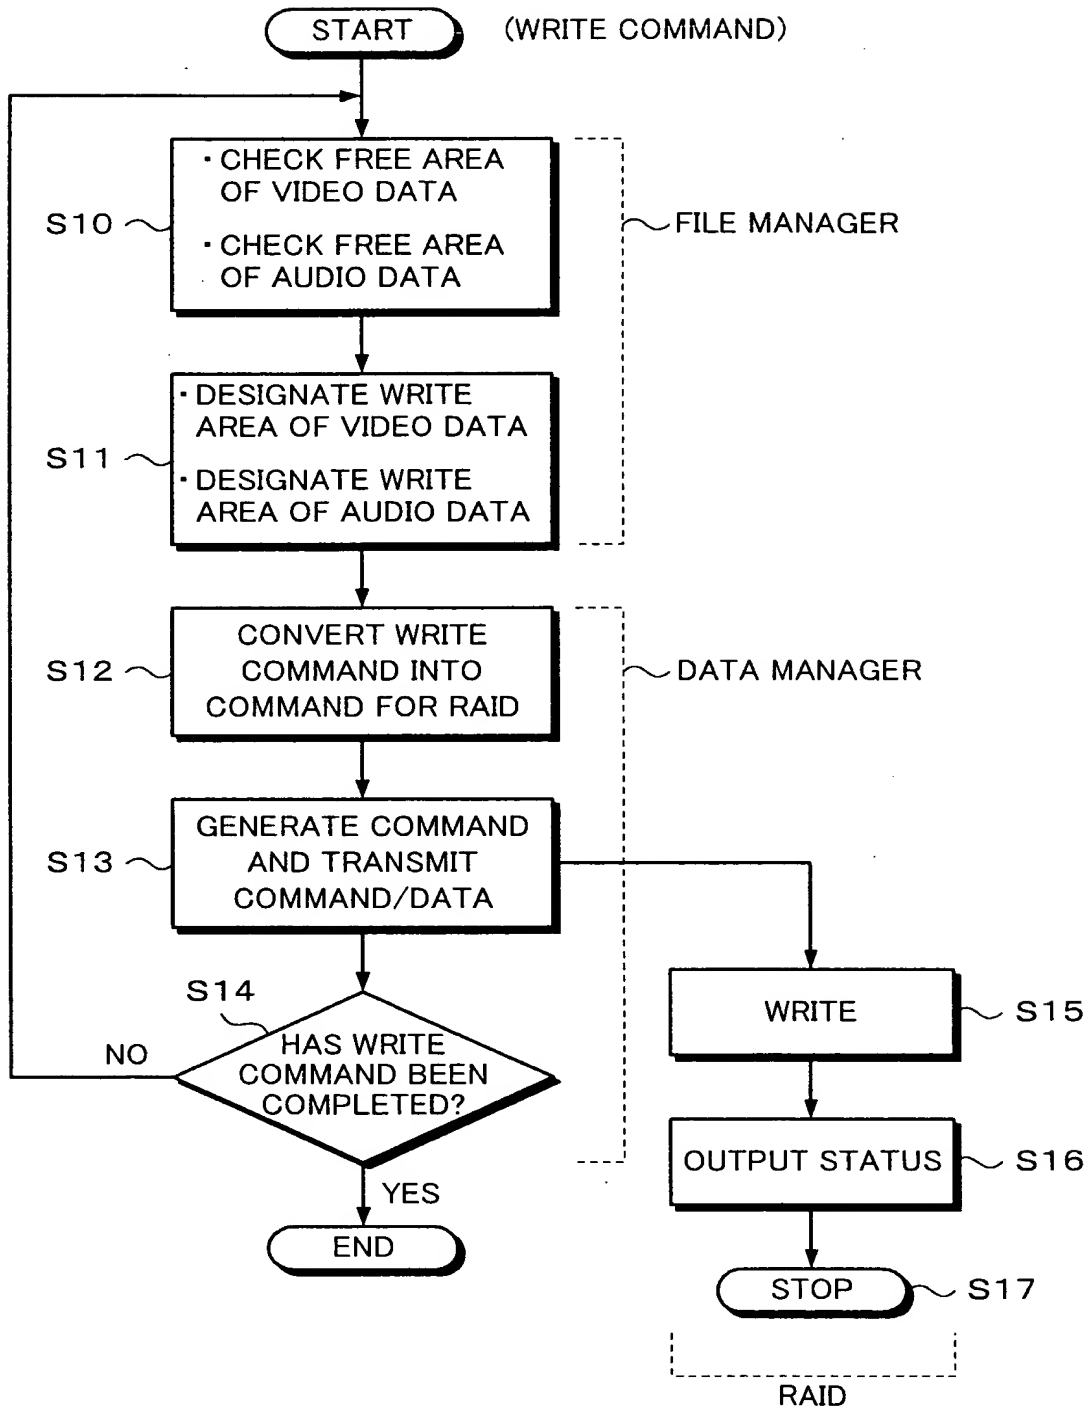 START
(WRITE COMMAND)
· CHECK FREE AREA
OF VIDEO DATA
· CHECK FREE AREA
OF AUDIO DATA
S10
FILE MANAGER
· DESIGNATE WRITE
AREA OF VIDEO DATA
· DESIGNATE WRITE
AREA OF AUDIO DATA
S11
CONVERT WRITE
COMMAND INTO
COMMAND FOR RAID
S12
DATA MANAGER
GENERATE COMMAND
AND TRANSMIT
COMMAND/DATA
S13
S14
HAS WRITE
COMMAND BEEN
COMPLETED?
NO
YES
END
WRITE
S15
OUTPUT STATUS
S16
STOP
S17
RAID